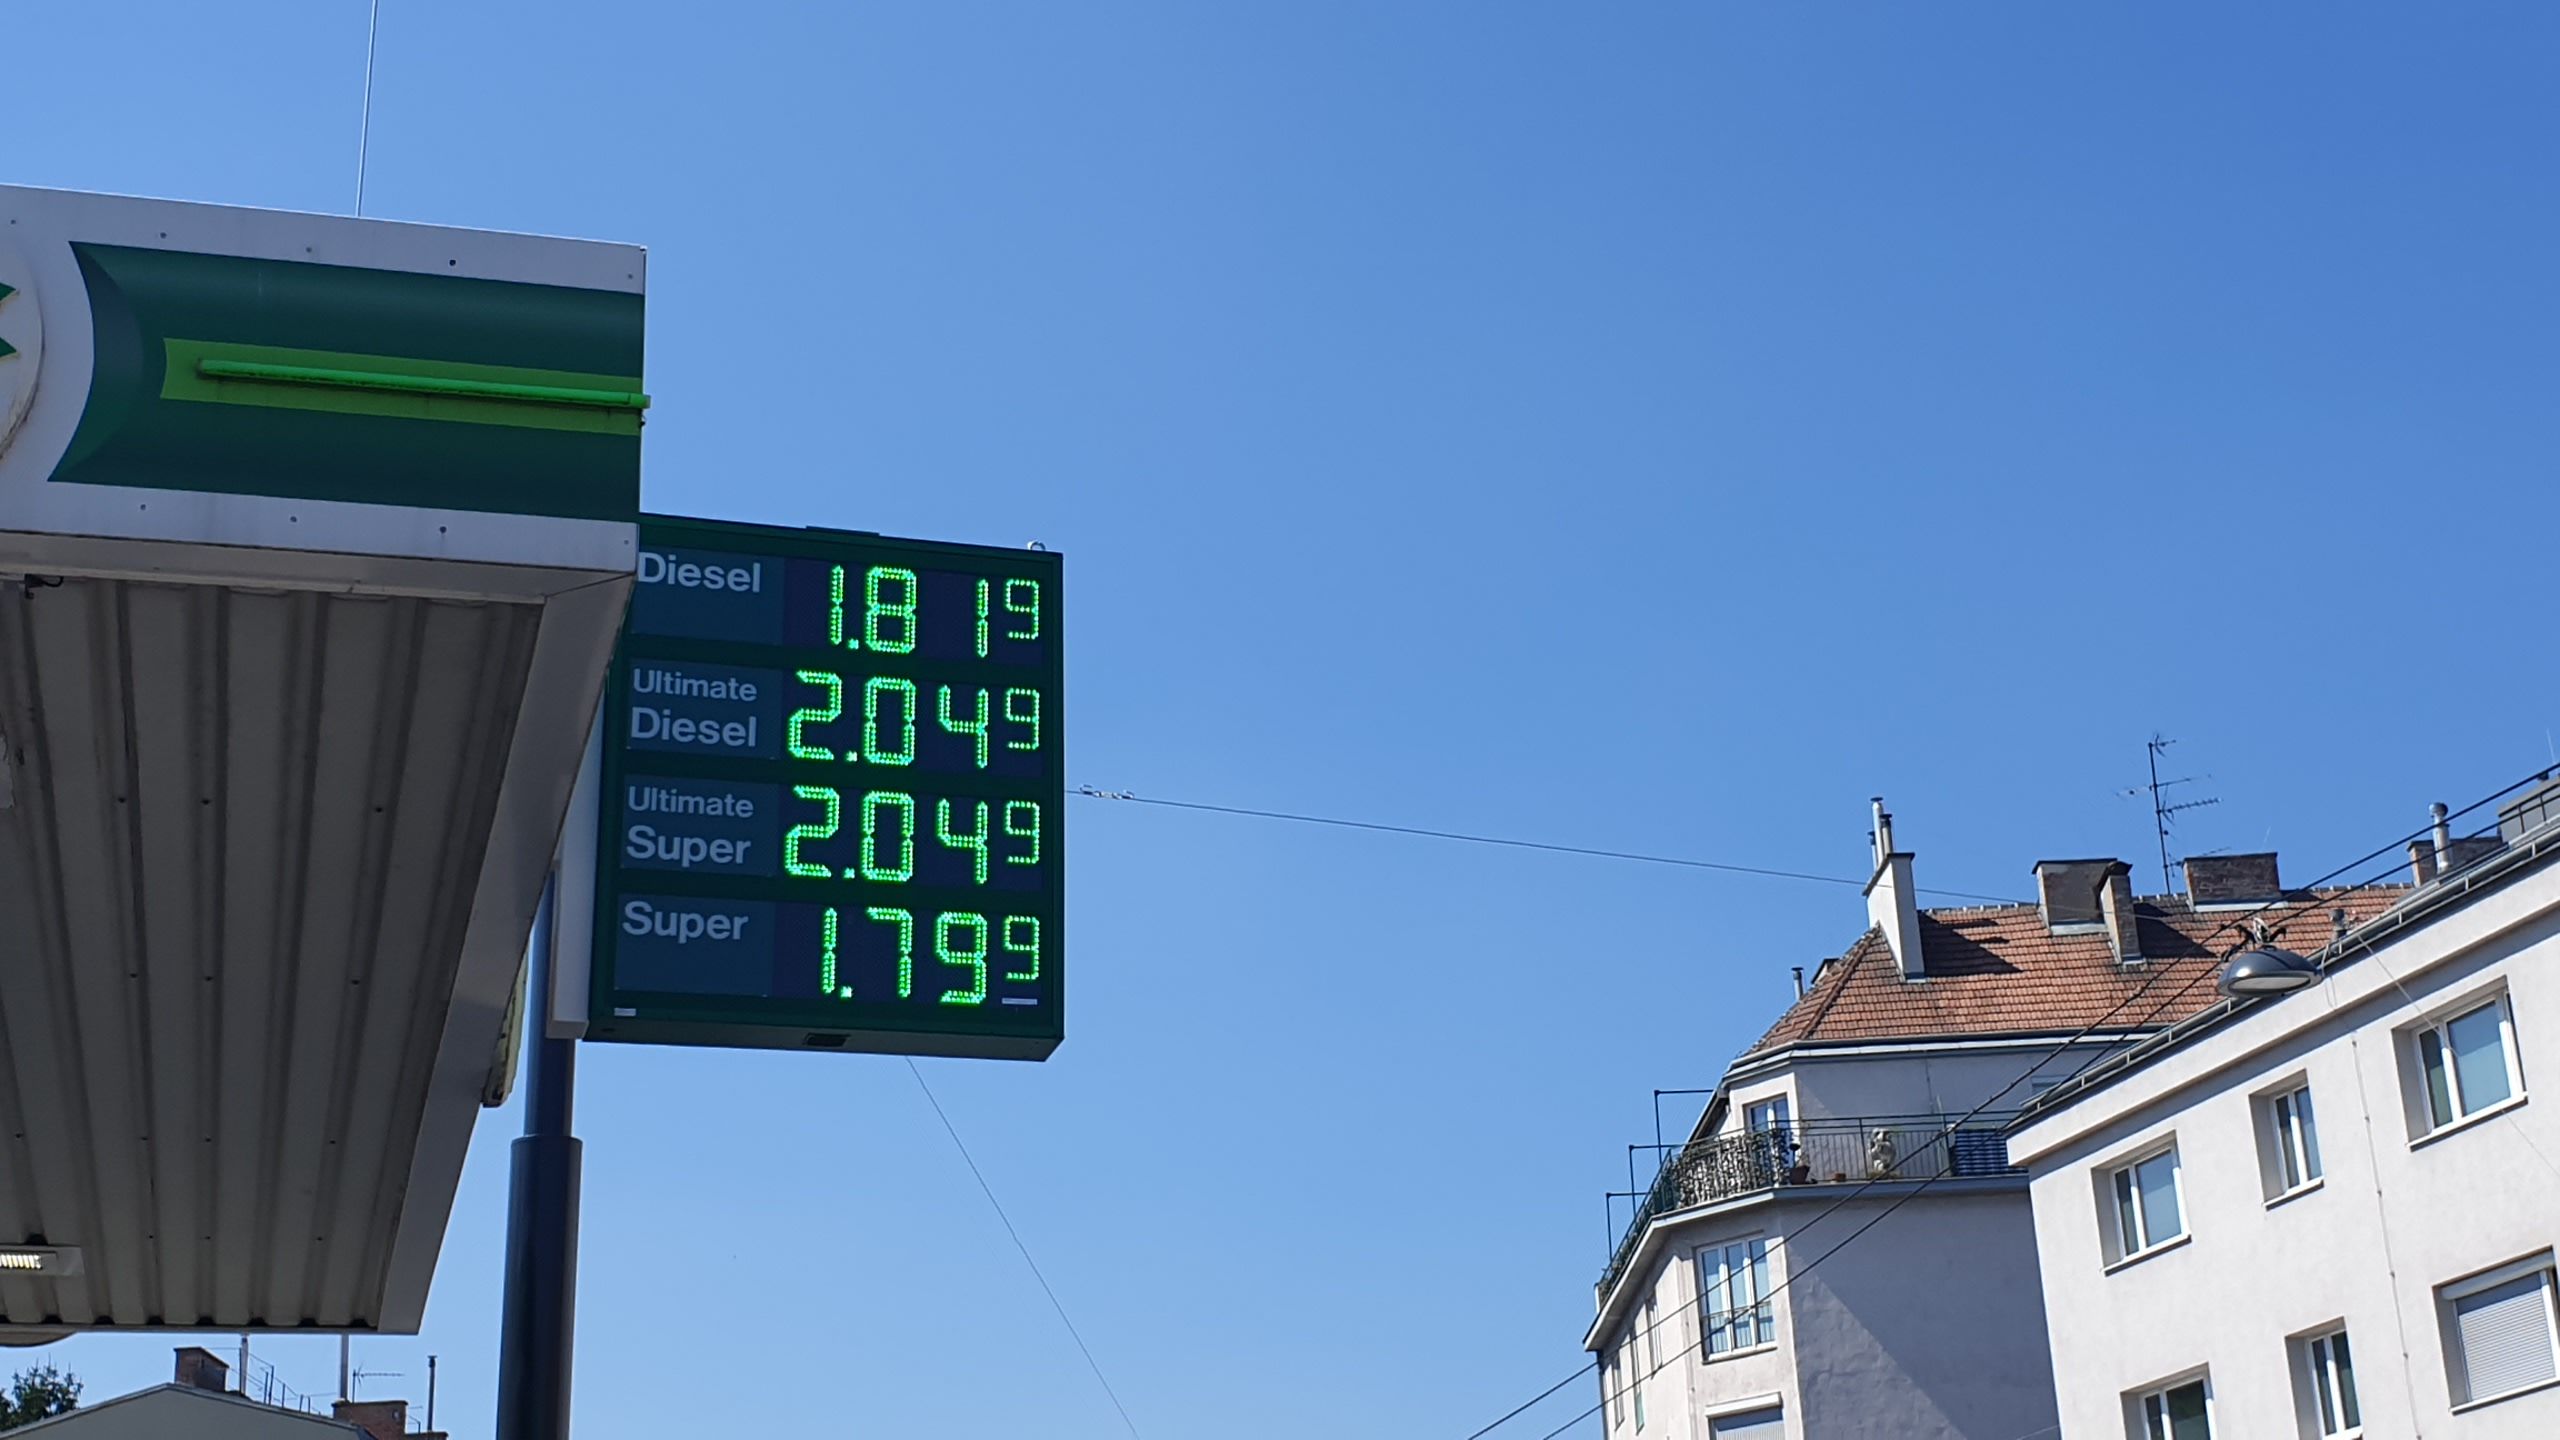 Diesel 1.819
Ultimate
Diesel 2.049
Ultimate
Super 2.049
Super 1.799